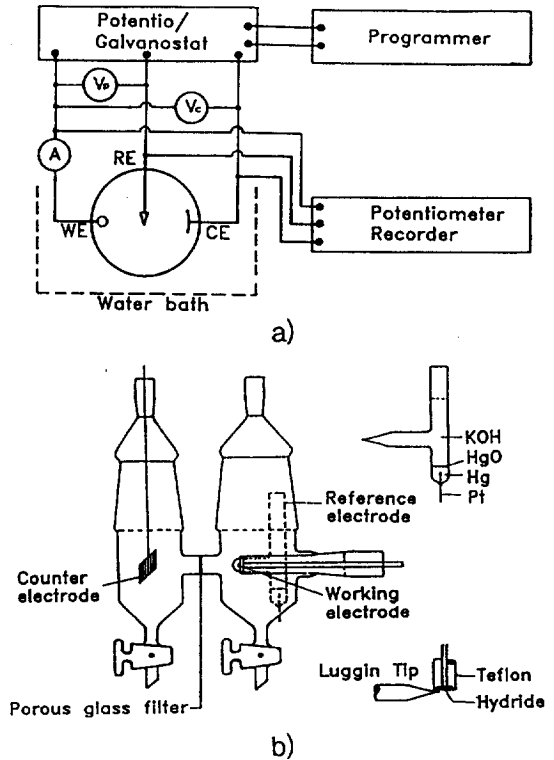 Potentio/
Galvanostat
Programmer
Vp
Vc
A
RE
WE
CE
Potentiometer
Recorder
Water bath
a)
KOH
HgO
Hg
Pt
Reference
electrode
Counter
electrode
Working
electrode
Luggin Tip
Teflon
Hydride
Porous glass filter
b)